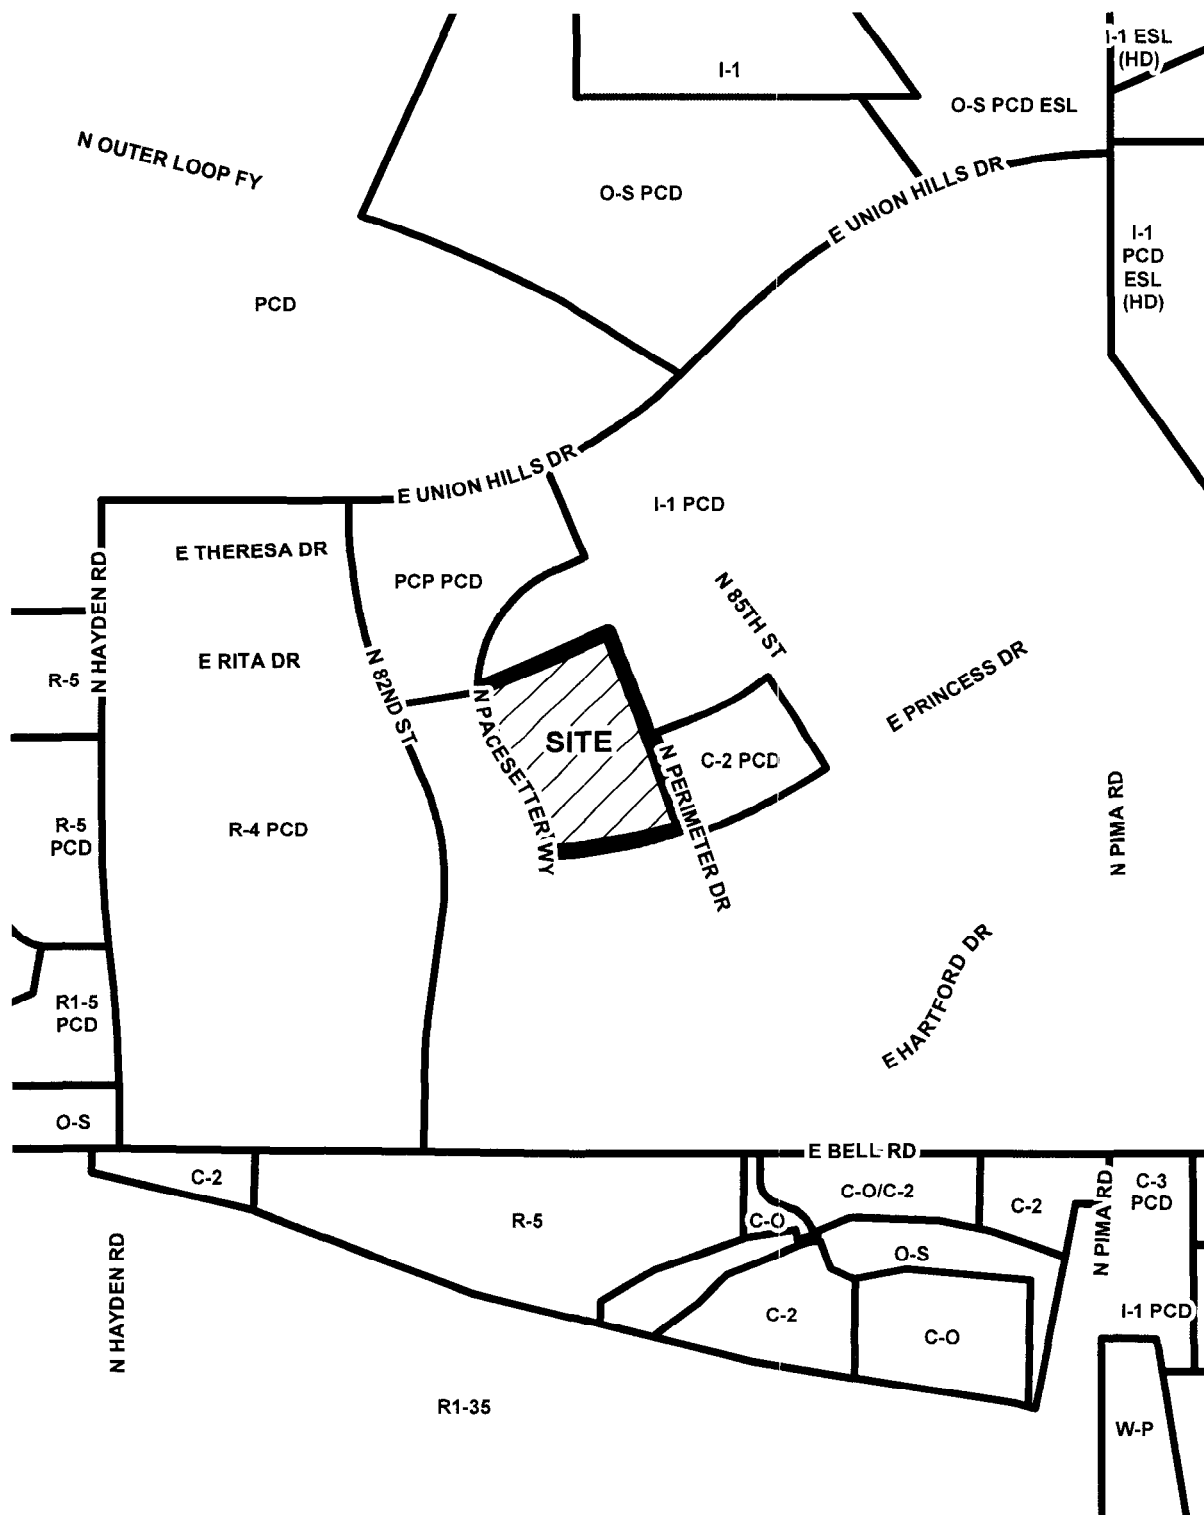 I-1 ESL
(HD)
I-1
O-S PCD ESL
N OUTER LOOP FY
O-S PCD
E UNION HILLS DR
I-1
PCD
ESL
(HD)
PCD
E UNION HILLS DR
I-1 PCD
E THERESA DR
PCP PCD
N HAYDEN RD
N 85TH ST
E RITA DR
R-5
N 82ND ST
E PRINCESS DR
N PACESETTER WY
SITE
C-2 PCD
N PERIMETER DR
N PIMA RD
R-5
PCD
R-4 PCD
E HARTFORD DR
R1-5
PCD
O-S
E BELL RD
C-2
C-O/C-2
C-3
PCD
C-2
R-5
C-O
N PIMA RD
O-S
N HAYDEN RD
C-2
I-1 PCD
C-O
R1-35
W-P